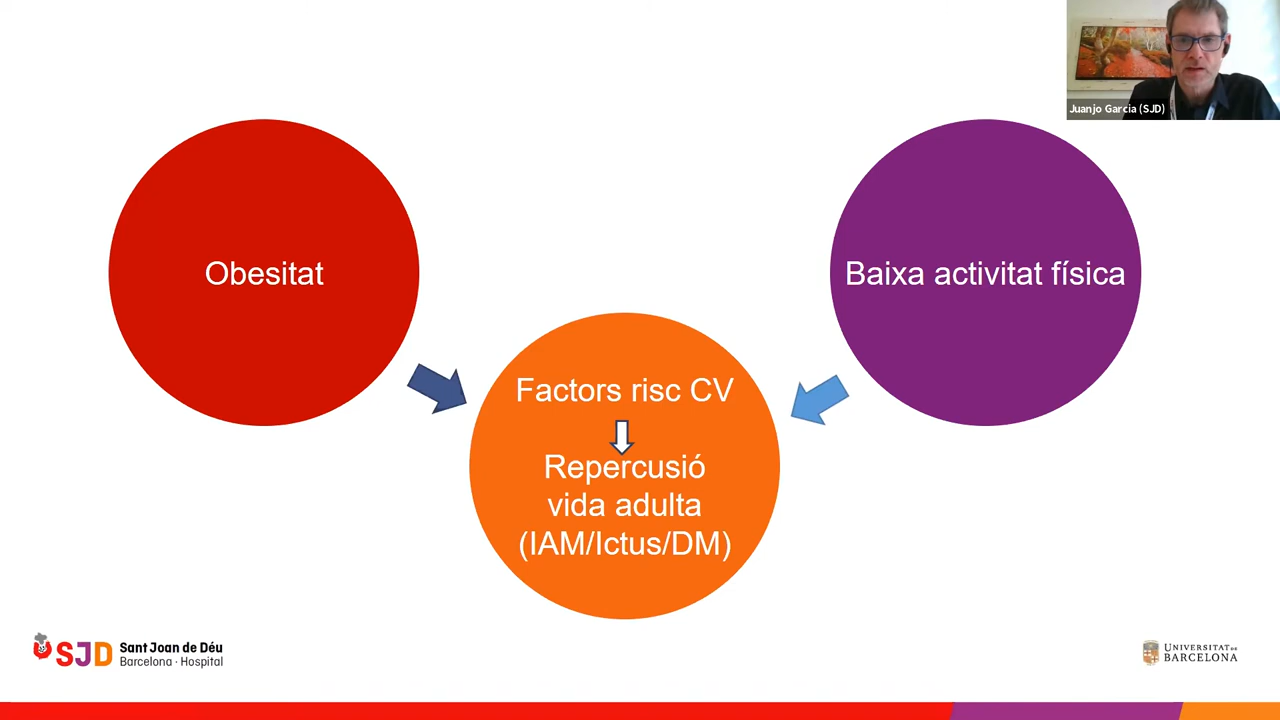 Juanjo Garcia (SJD)
Obesitat
Baixa activitat física
Factors risc CV
Repercusió
vida adulta
(IAM/Ictus/DM)
SJD Sant Joan de Déu
Barcelona · Hospital
UNIVERSITAT DE
BARCELONA